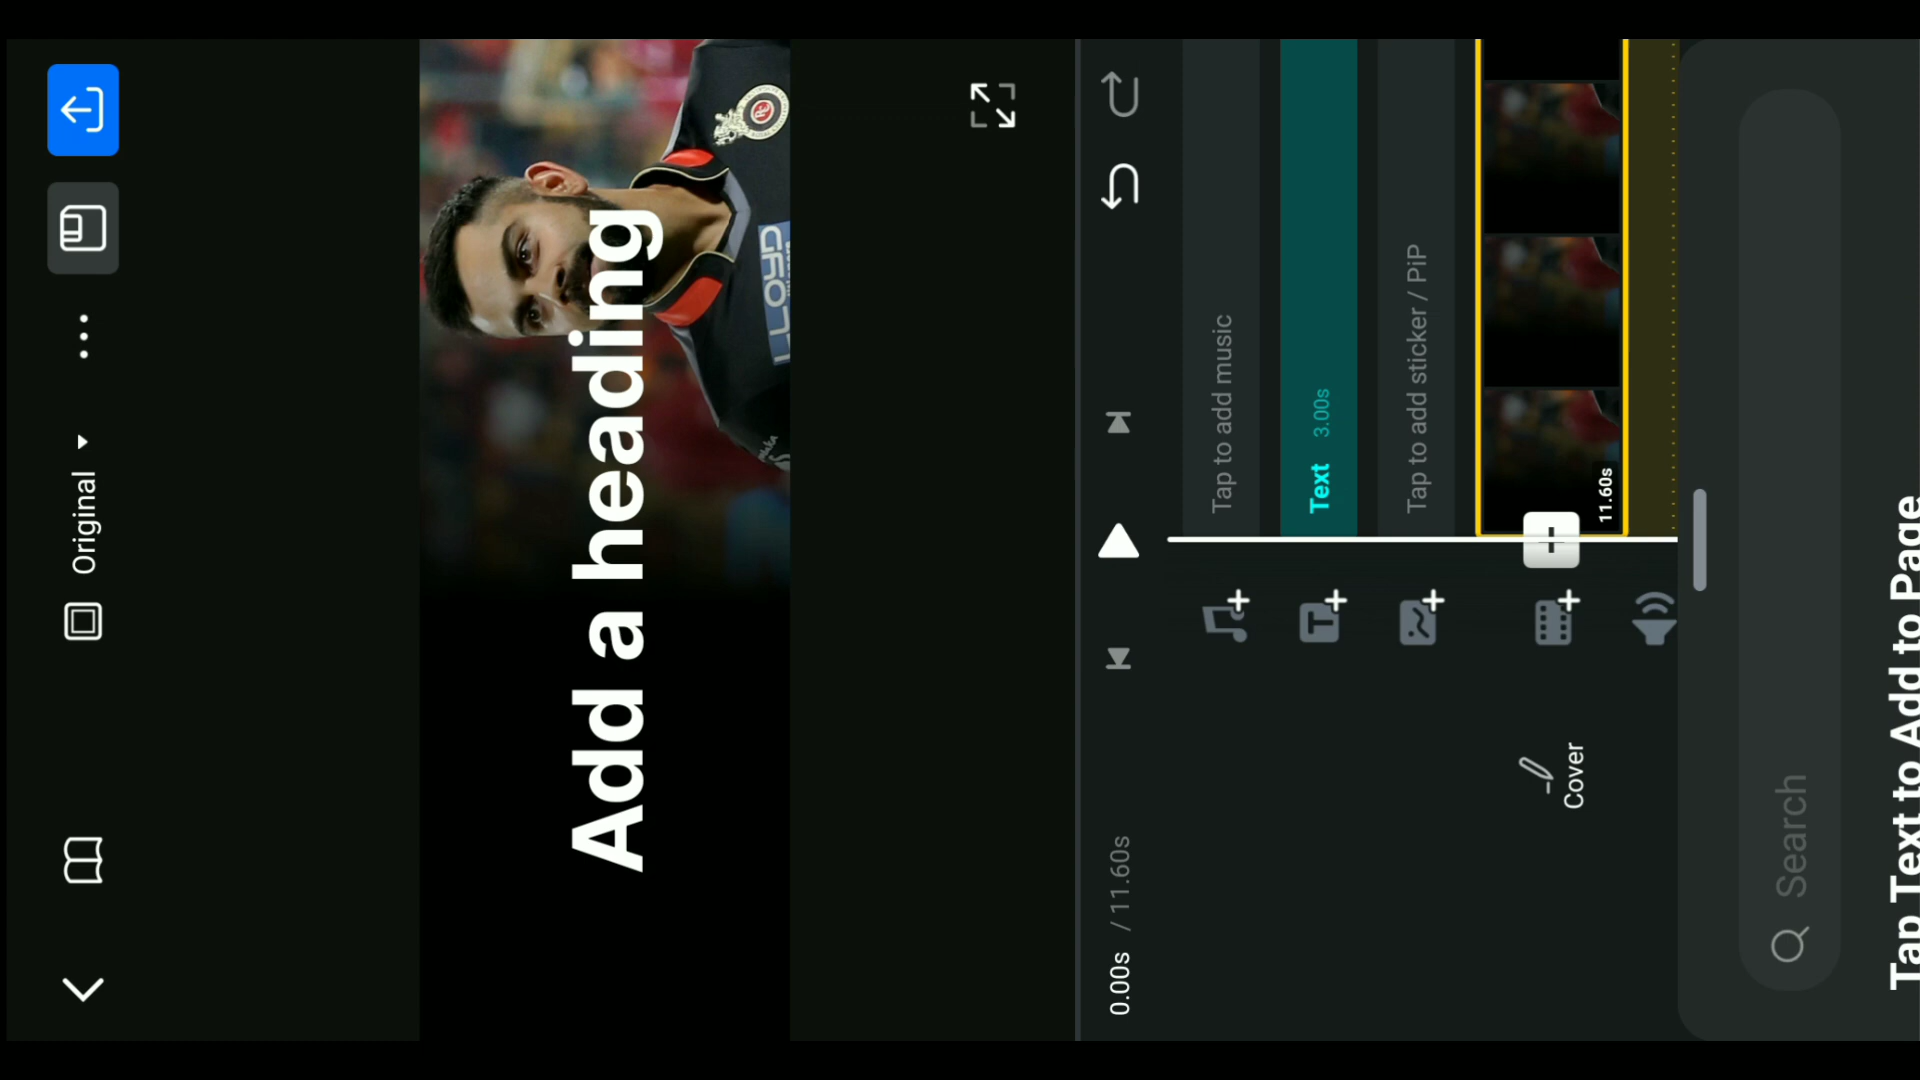 Original
Add a heading
GROHE
0.00s / 11.60s
Tap to add music
Text 3.00s
Tap to add sticker / PiP
Cover
11.60s
Search
Tap Text to Add to Page